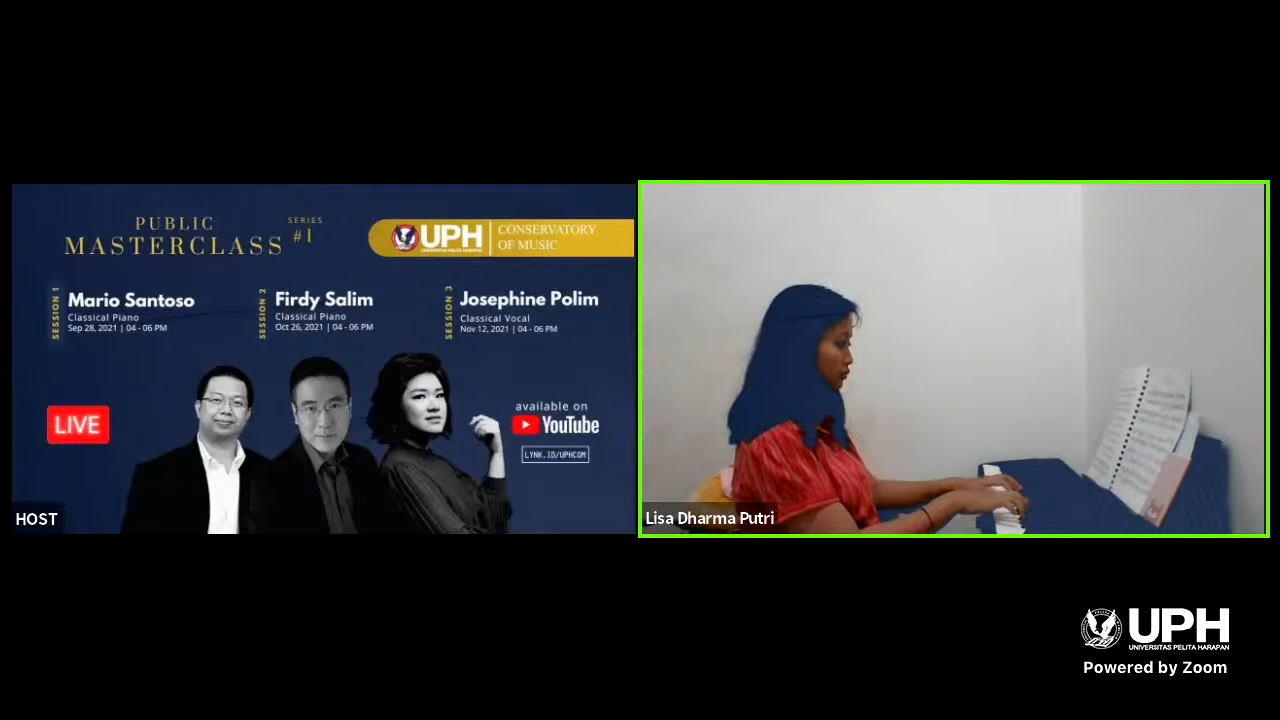 PUBLIC
MASTERCLASS
SERIES
#1
UPH
UNIVERSITAS PELITA HARAPAN
CONSERVATORY
OF MUSIC
SESSION 1
Mario Santoso
Classical Piano
Sep 28, 2021 | 04 - 06 PM
SESSION 2
Firdy Salim
Classical Piano
Oct 26, 2021 | 04 - 06 PM
SESSION 3
Josephine Polim
Classical Vocal
Nov 12, 2021 | 04 - 06 PM
LIVE
available on
YouTube
LYNK.ID/UPHCOM
HOST
Lisa Dharma Putri
UPH
UNIVERSITAS PELITA HARAPAN
Powered by Zoom